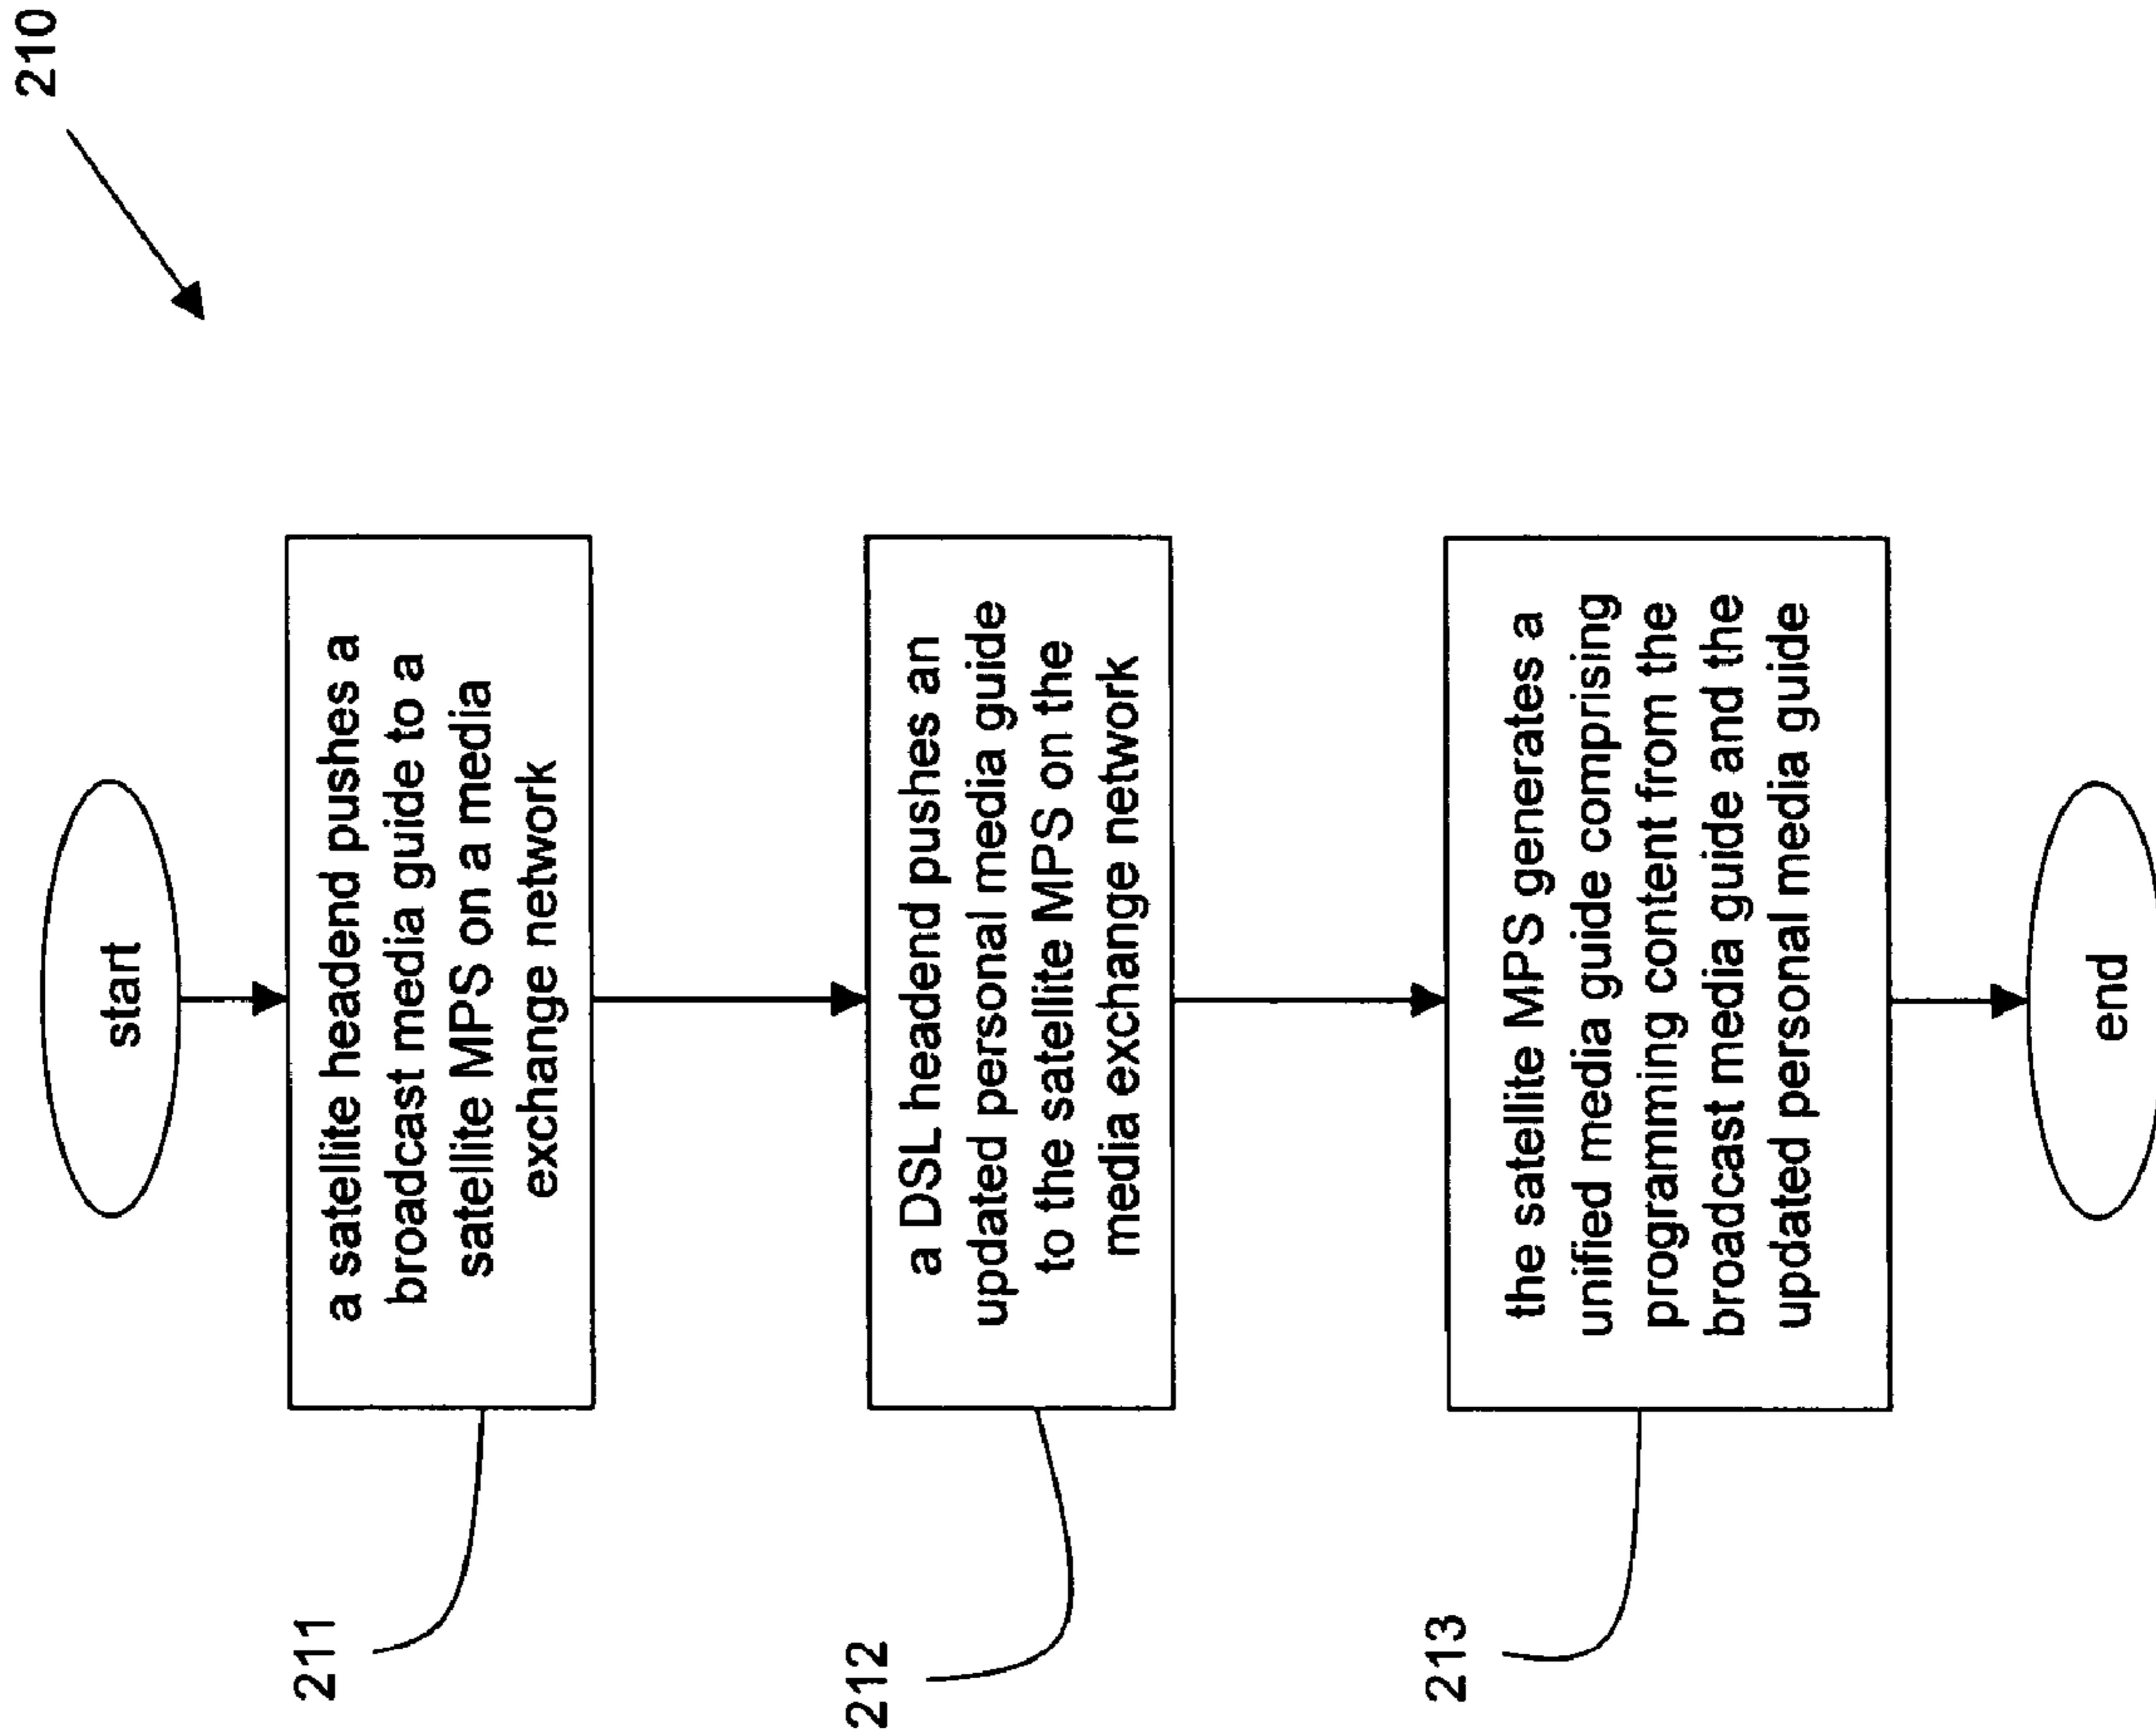 210
start
211
a satellite headend pushes a
broadcast media guide to a
satellite MPS on a media
exchange network
212
a DSL headend pushes an
updated personal media guide
to the satellite MPS on the
media exchange network
213
the satellite MPS generates a
unified media guide comprising
programming content from the
broadcast media guide and the
updated personal media guide
end